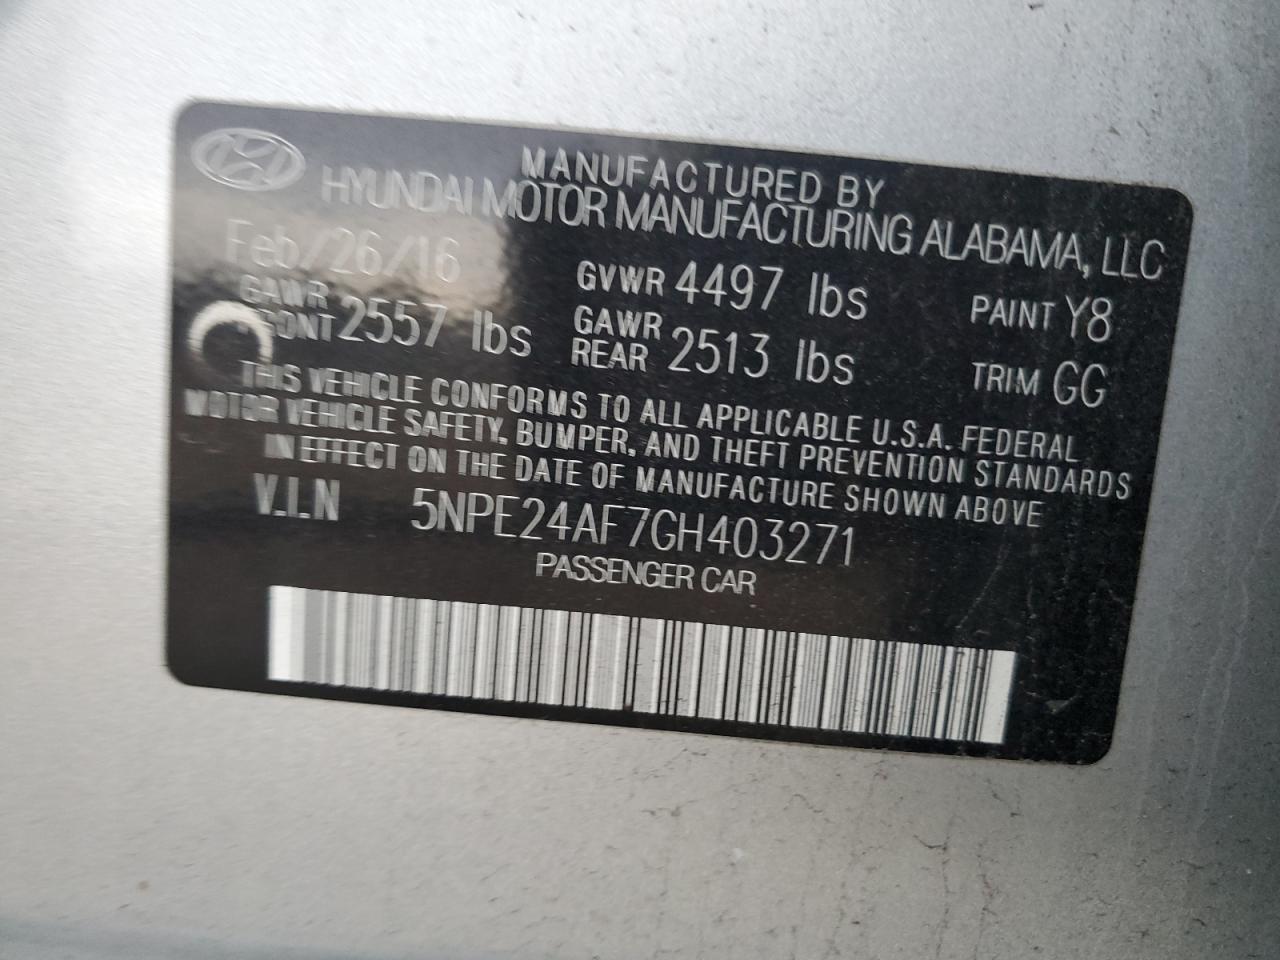 MANUFACTURED BY
HYUNDAI MOTOR MANUFACTURING ALABAMA, LLC
Feb/26/16 GVWR 4497 lbs PAINT Y8
GAWR FRONT 2557 lbs GAWR REAR 2513 lbs TRIM GG
THIS VEHICLE CONFORMS TO ALL APPLICABLE U.S.A. FEDERAL
MOTOR VEHICLE SAFETY, BUMPER, AND THEFT PREVENTION STANDARDS
IN EFFECT ON THE DATE OF MANUFACTURE SHOWN ABOVE
V.I.N 5NPE24AF7GH403271
PASSENGER CAR